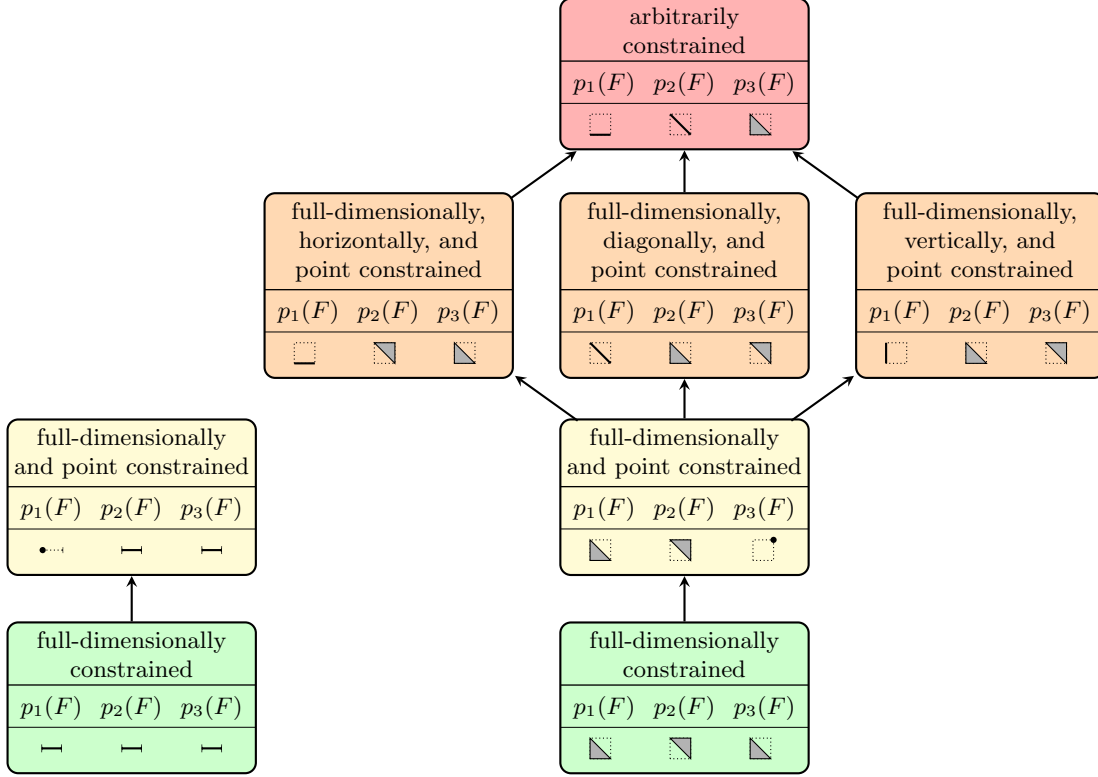 arbitrarily
constrained
p₁(F) p₂(F) p₃(F)
full-dimensionally,
horizontally, and
point constrained
p₁(F) p₂(F) p₃(F)
full-dimensionally,
diagonally, and
point constrained
p₁(F) p₂(F) p₃(F)
full-dimensionally,
vertically, and
point constrained
p₁(F) p₂(F) p₃(F)
full-dimensionally
and point constrained
p₁(F) p₂(F) p₃(F)
full-dimensionally
and point constrained
p₁(F) p₂(F) p₃(F)
full-dimensionally
constrained
p₁(F) p₂(F) p₃(F)
full-dimensionally
constrained
p₁(F) p₂(F) p₃(F)